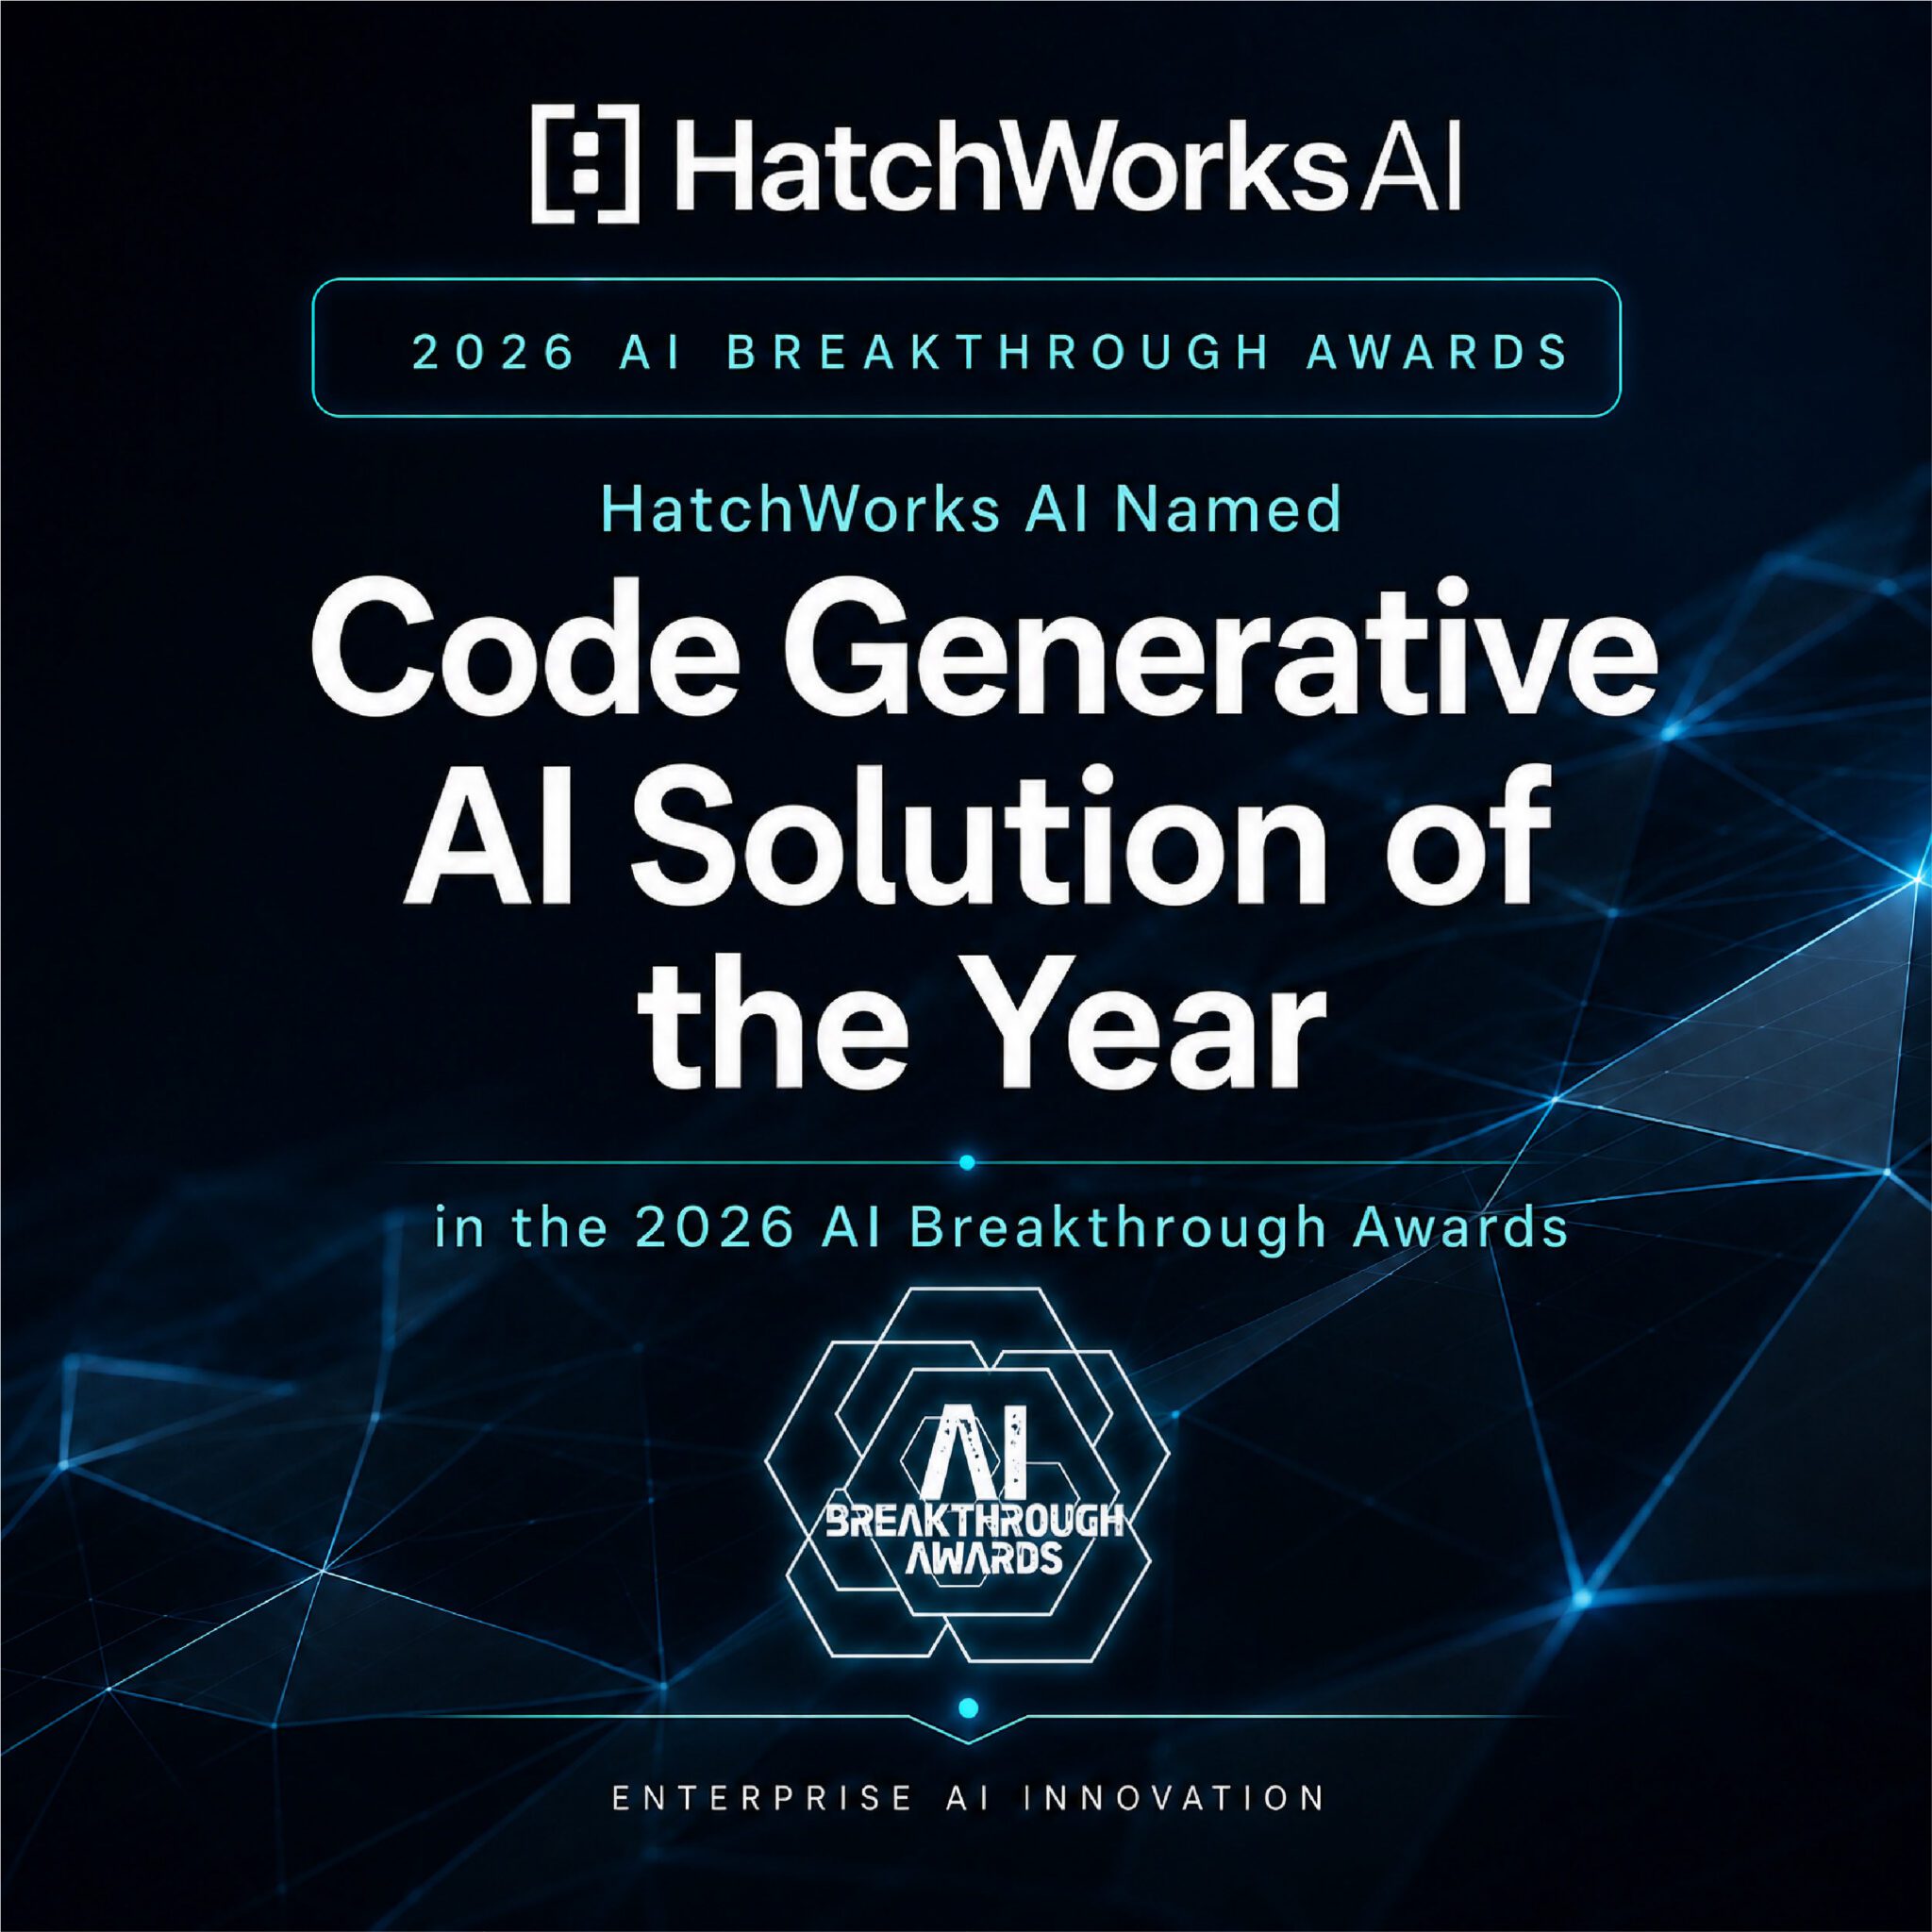 HatchWorks AI
2026 AI BREAKTHROUGH AWARDS
HatchWorks AI Named
Code Generative
AI Solution of
the Year
in the 2026 AI Breakthrough Awards
AI
BREAKTHROUGH
AWARDS
ENTERPRISE AI INNOVATION